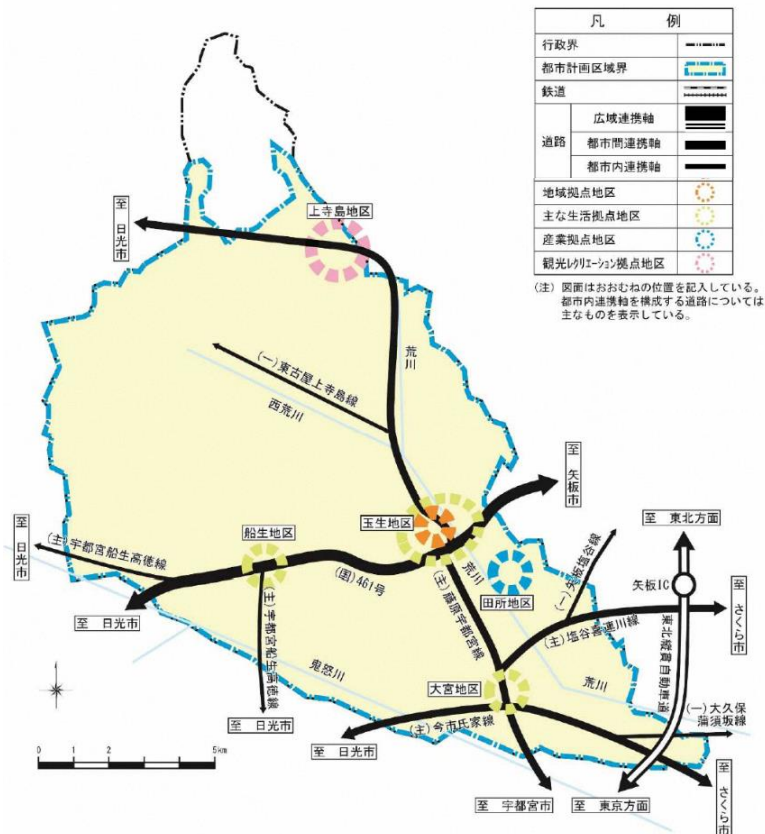 凡 例
行政界
都市計画区域界
鉄道
道路
広域連携軸
都市間連携軸
都市内連携軸
地域拠点地区
主な生活拠点地区
産業拠点地区
観光レクリエーション拠点地区
(注) 図面はおおむねの位置を記入している。
都市内連携軸を構成する道路については
主なものを表示している。
至 日光市
上寺島地区
荒川
(一)東古屋上寺島線
西荒川
至 矢板市
玉生地区
船生地区
至 日光市
(主)宇都宮船生高徳線
(国)461号
荒川
田所地区
(一)矢板塩谷線
至 東北方面
矢板IC
至 さくら市
至 日光市
(主)宇都宮船生高徳線
(主)藤原宇都宮線
(主)塩谷喜連川線
東北縦貫自動車道
鬼怒川
大宮地区
荒川
(一)大久保
蒲須坂線
至 日光市
(主)今市氏家線
至 日光市
0 1 2 5km
至 宇都宮市
至 東京方面
至 さくら市